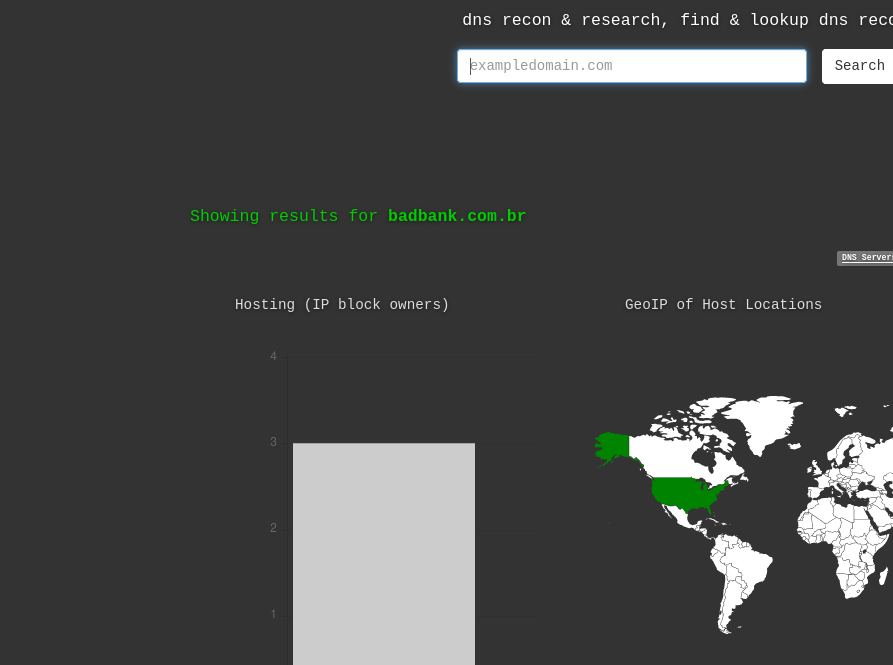 dns recon & research, find & lookup dns reco
exampledomain.com
Search
Showing results for badbank.com.br
DNS Servers
Hosting (IP block owners)
GeoIP of Host Locations
4
3
2
1